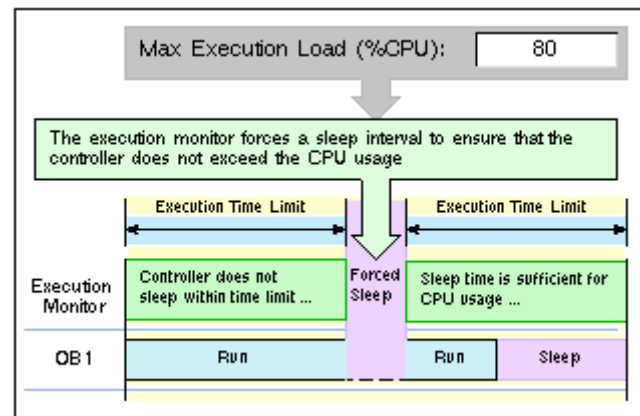 Max Execution Load (%CPU): 80
The execution monitor forces a sleep interval to ensure that the
controller does not exceed the CPU usage
Execution Time Limit
Execution Time Limit
Execution
Monitor
Controller does not
sleep within time limit ...
Forced
Sleep
Sleep time is sufficient for
CPU usage ...
OB1
Run
Run
Sleep